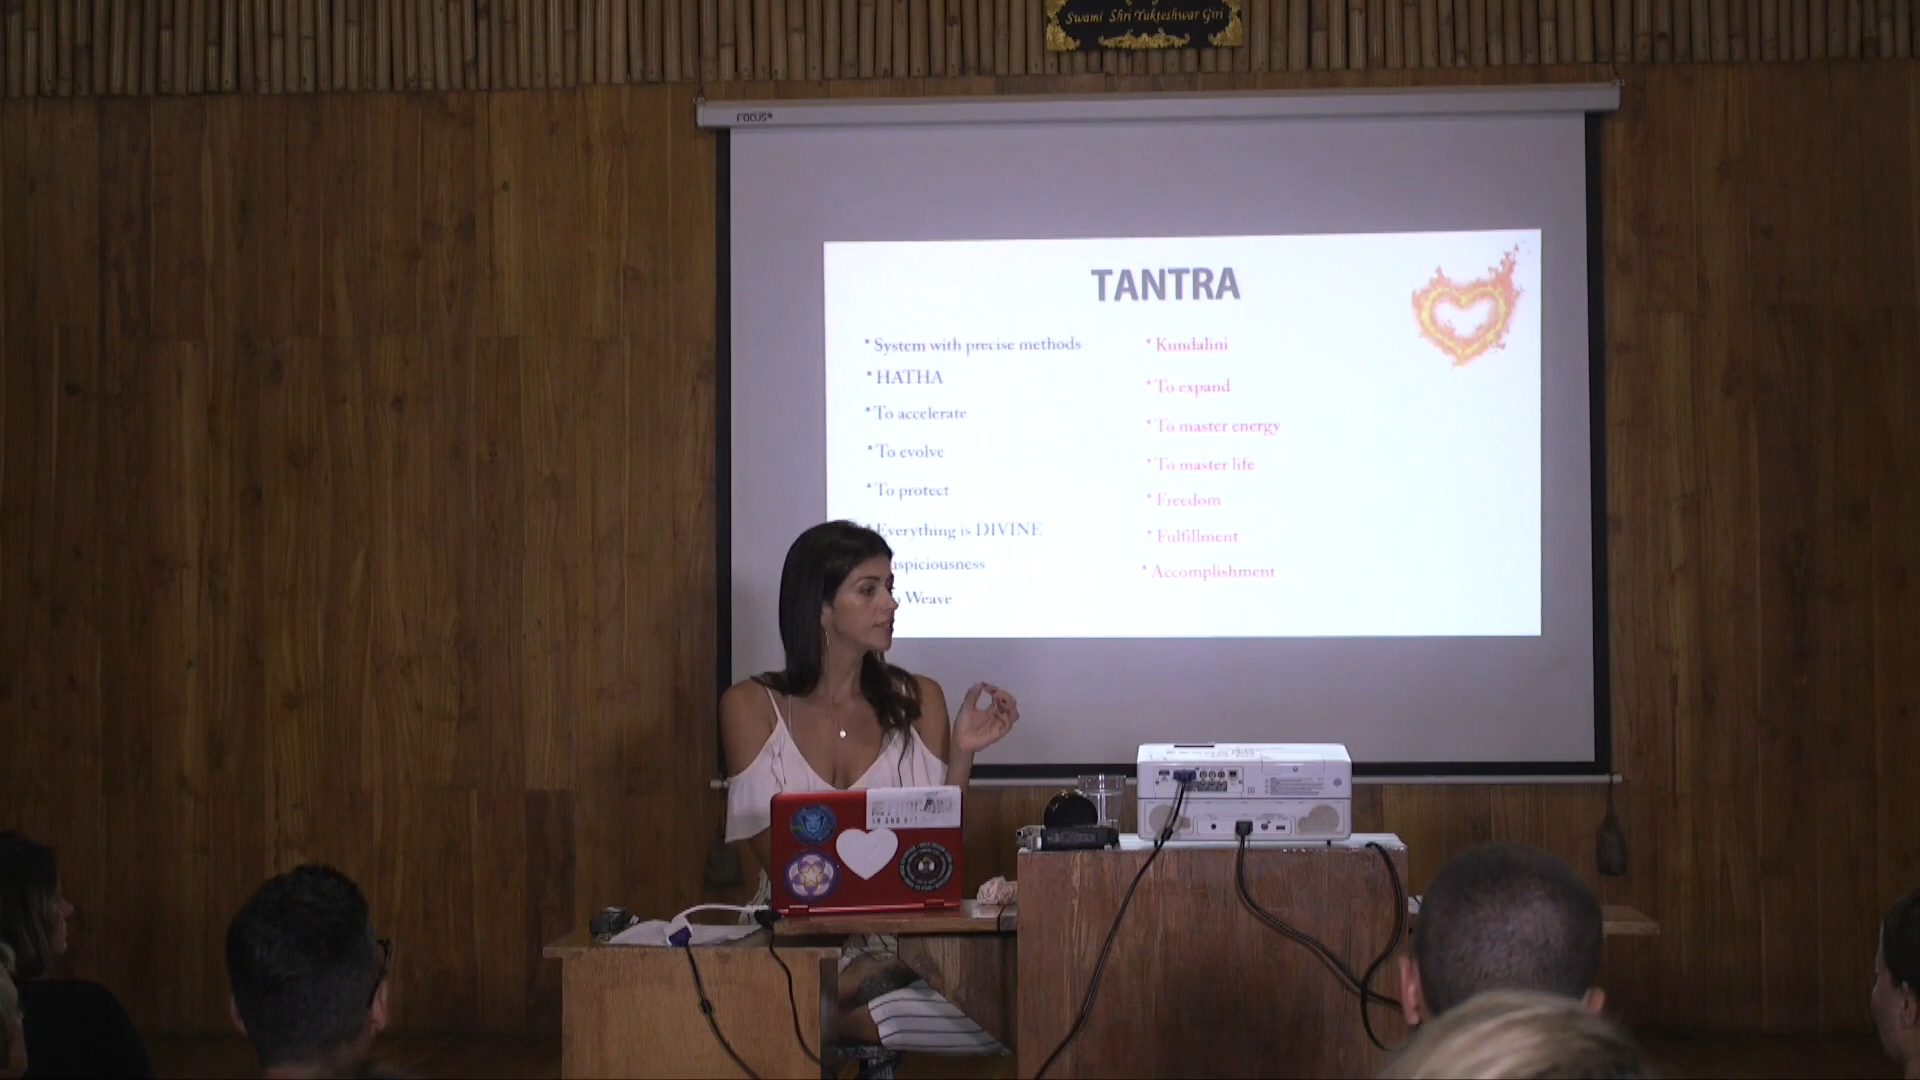 Swami Shri Yukteshwar Giri
FOCUS
TANTRA
* System with precise methods
* HATHA
* To accelerate
* To evolve
* To protect
Everything is DIVINE
uspiciousness
Weave
* Kundalini
* To expand
* To master energy
* To master life
* Freedom
* Fulfillment
* Accomplishment